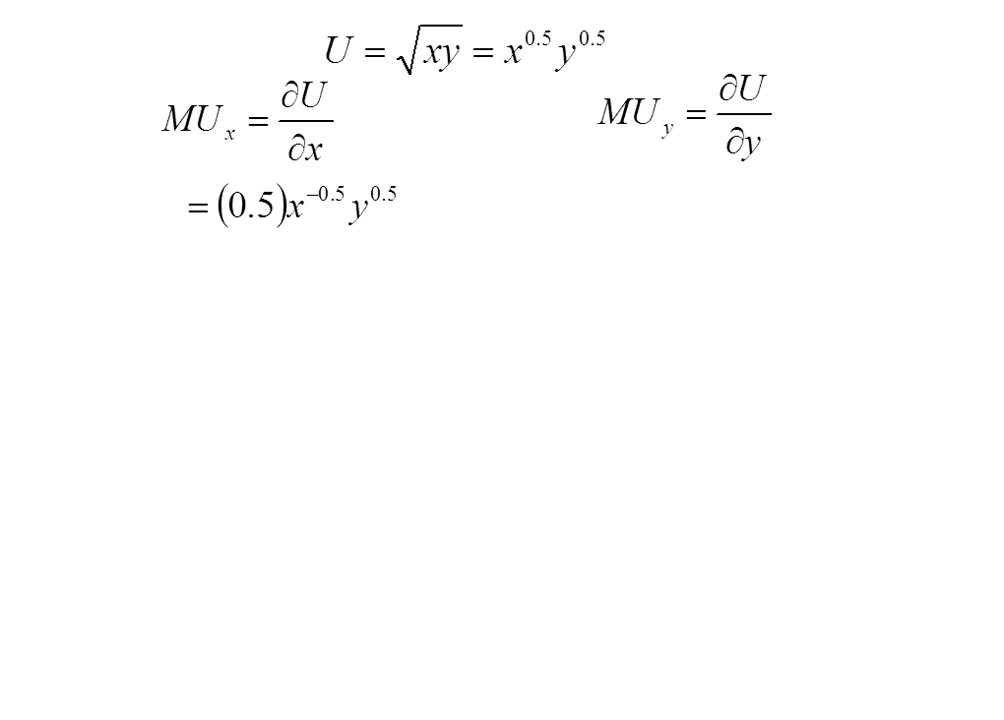 U = √xy = x^0.5 y^0.5
MU_x = ∂U/∂x
MU_y = ∂U/∂y
= (0.5)x^−0.5 y^0.5